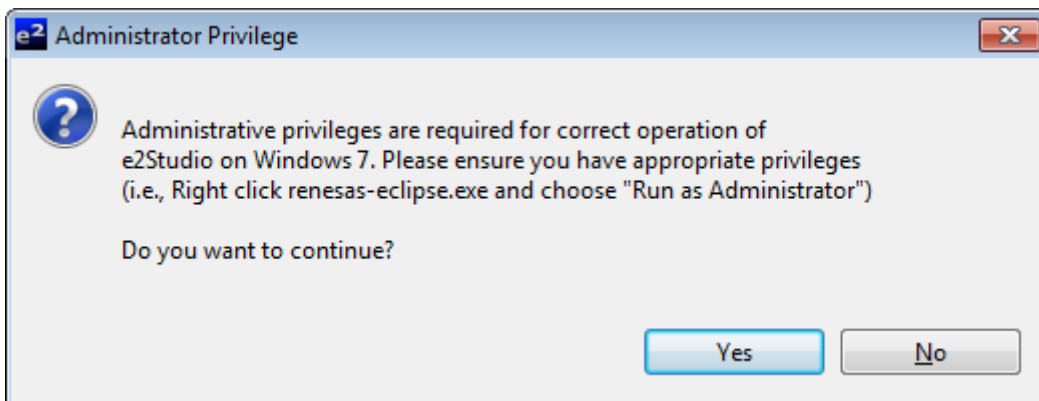 e² Administrator Privilege
Administrative privileges are required for correct operation of
e2Studio on Windows 7. Please ensure you have appropriate privileges
(i.e., Right click renesas-eclipse.exe and choose "Run as Administrator")
Do you want to continue?
Yes No